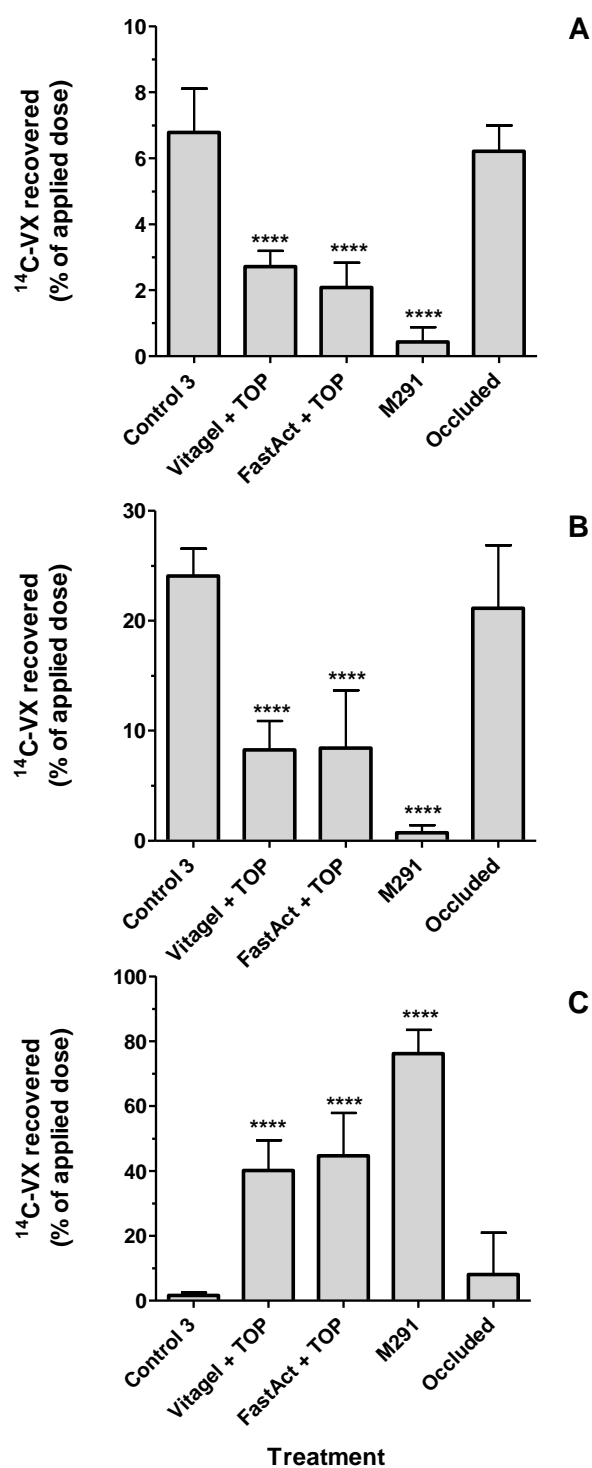 A
10
8
6
4
2
0
¹⁴C-VX recovered
(% of applied dose)
****
****
****
Control 3
Vitagel + TOP
FastAct + TOP
M291
Occluded
B
30
20
10
0
¹⁴C-VX recovered
(% of applied dose)
****
****
****
Control 3
Vitagel + TOP
FastAct + TOP
M291
Occluded
C
100
80
60
40
20
0
¹⁴C-VX recovered
(% of applied dose)
****
****
****
Control 3
Vitagel + TOP
FastAct + TOP
M291
Occluded
Treatment